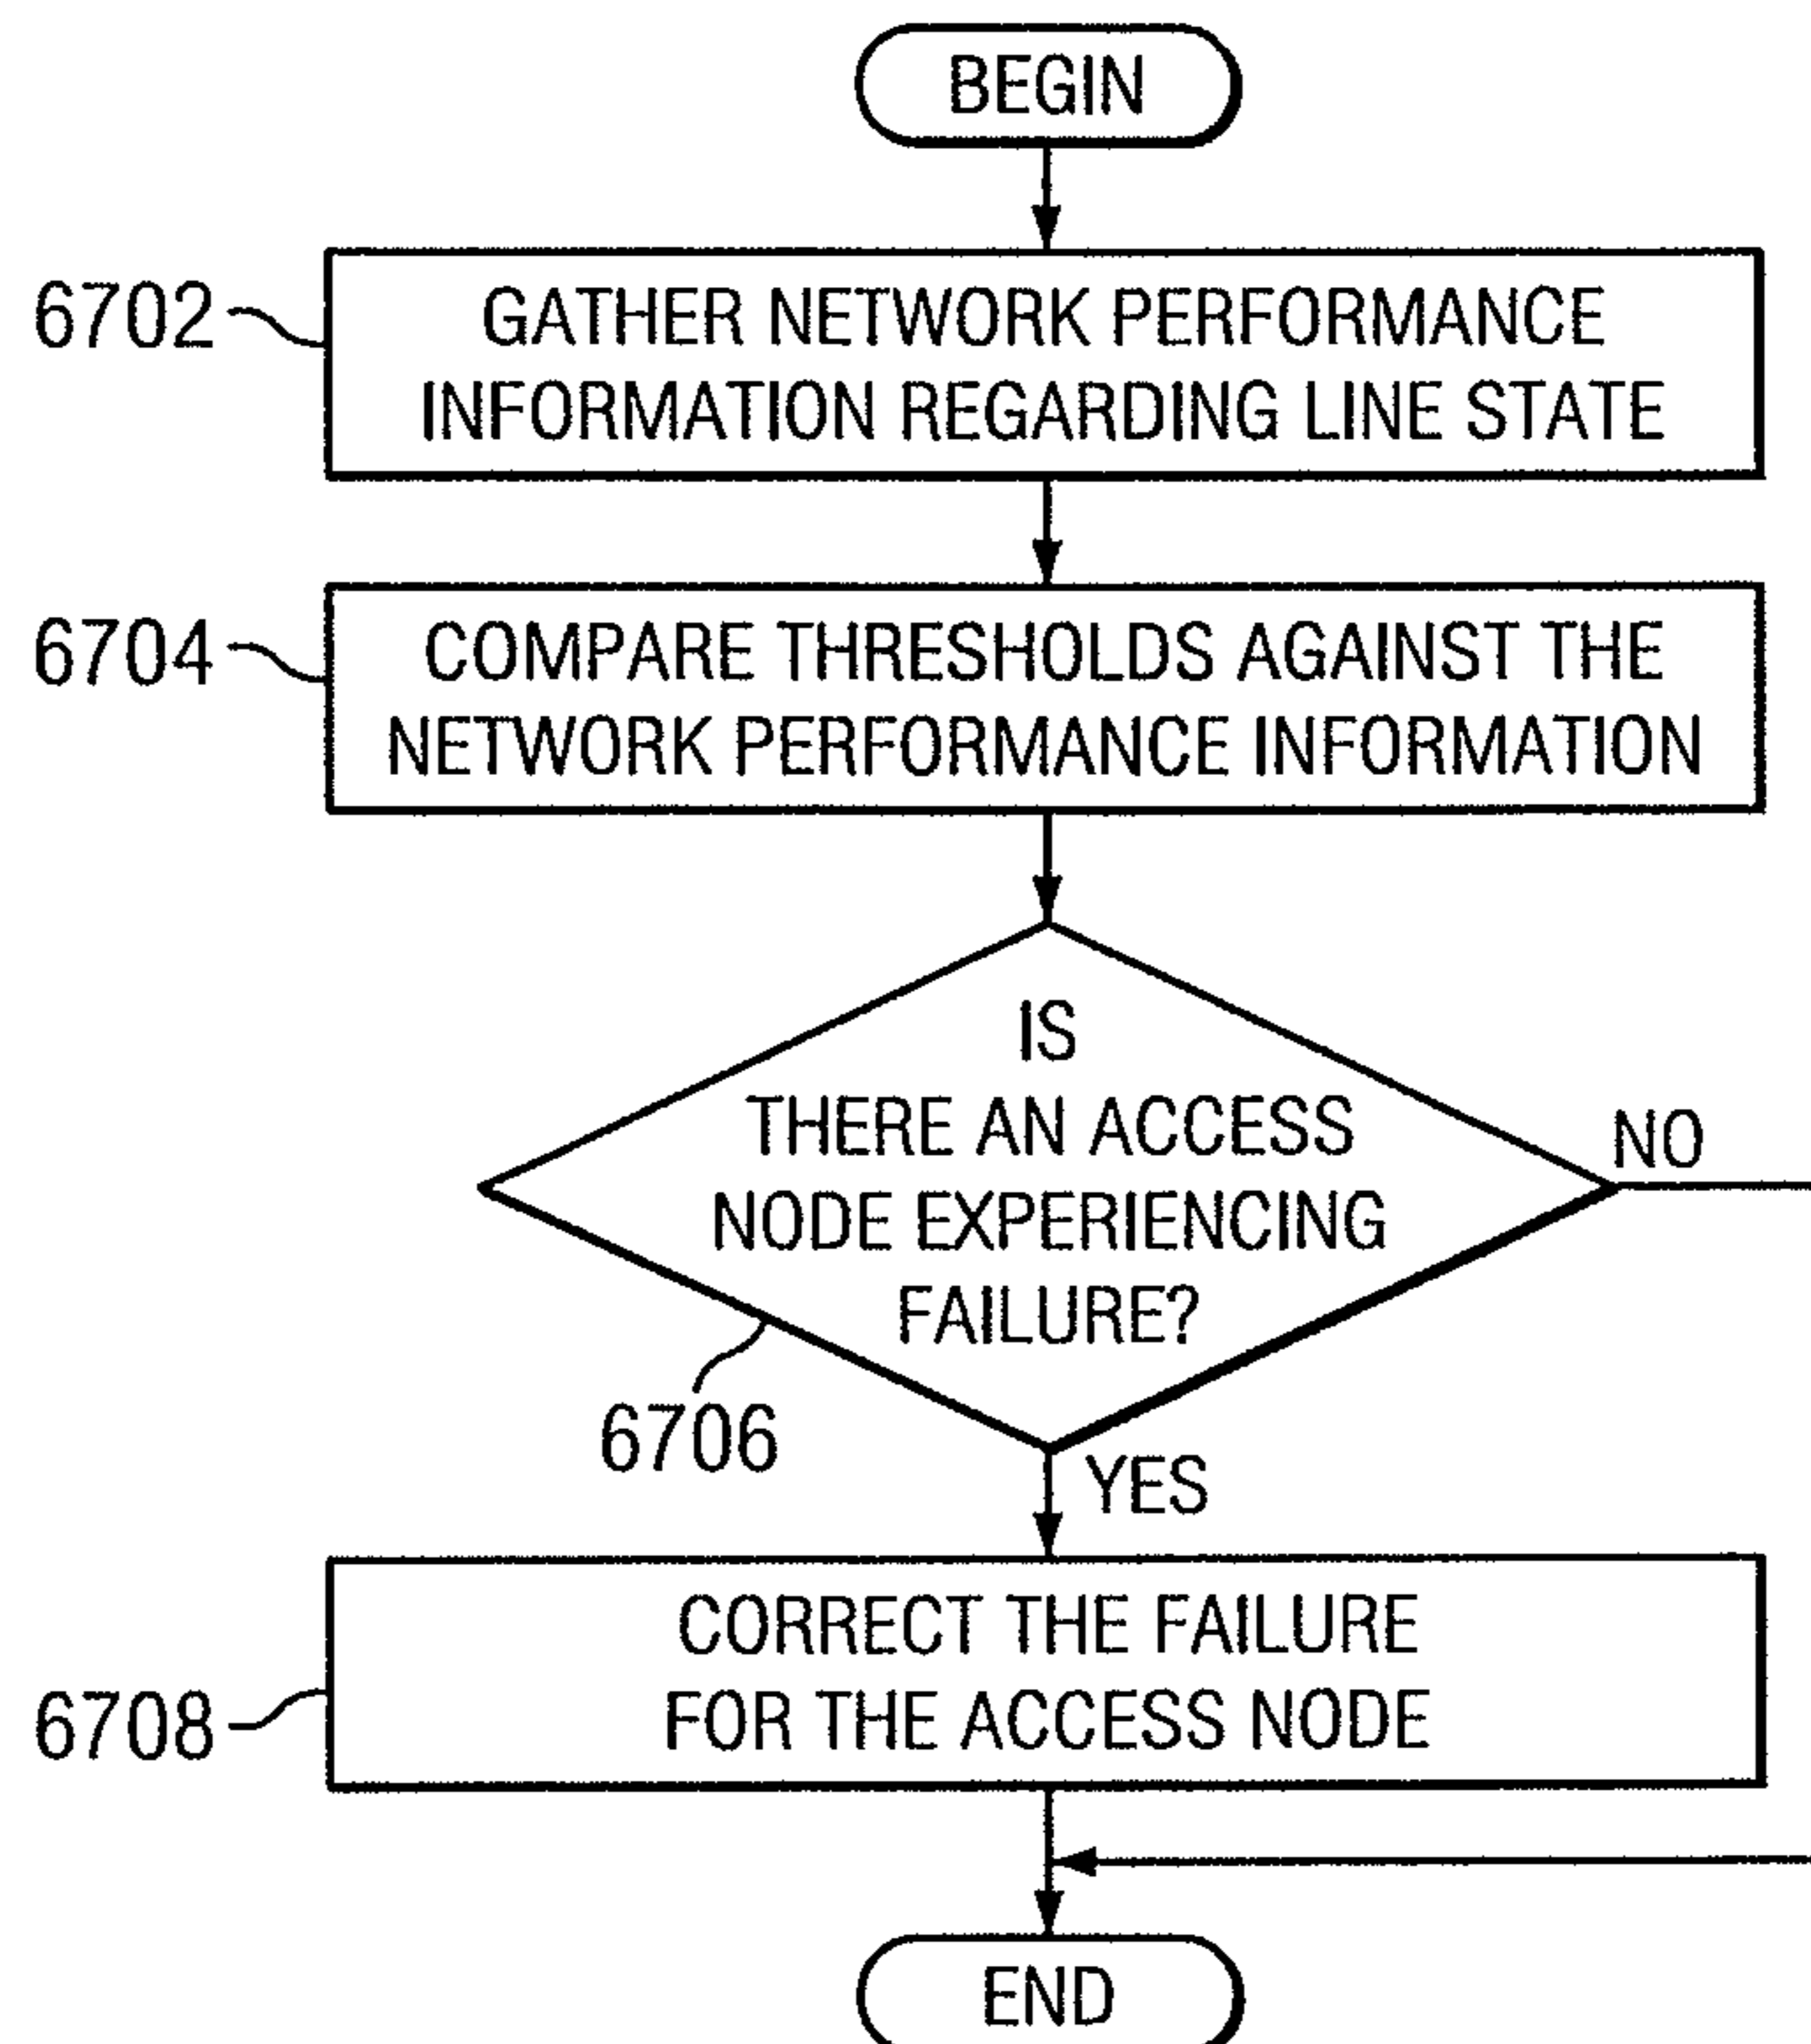 BEGIN
6702
GATHER NETWORK PERFORMANCE
INFORMATION REGARDING LINE STATE
6704
COMPARE THRESHOLDS AGAINST THE
NETWORK PERFORMANCE INFORMATION
IS
THERE AN ACCESS
NODE EXPERIENCING
FAILURE?
NO
6706
YES
6708
CORRECT THE FAILURE
FOR THE ACCESS NODE
END